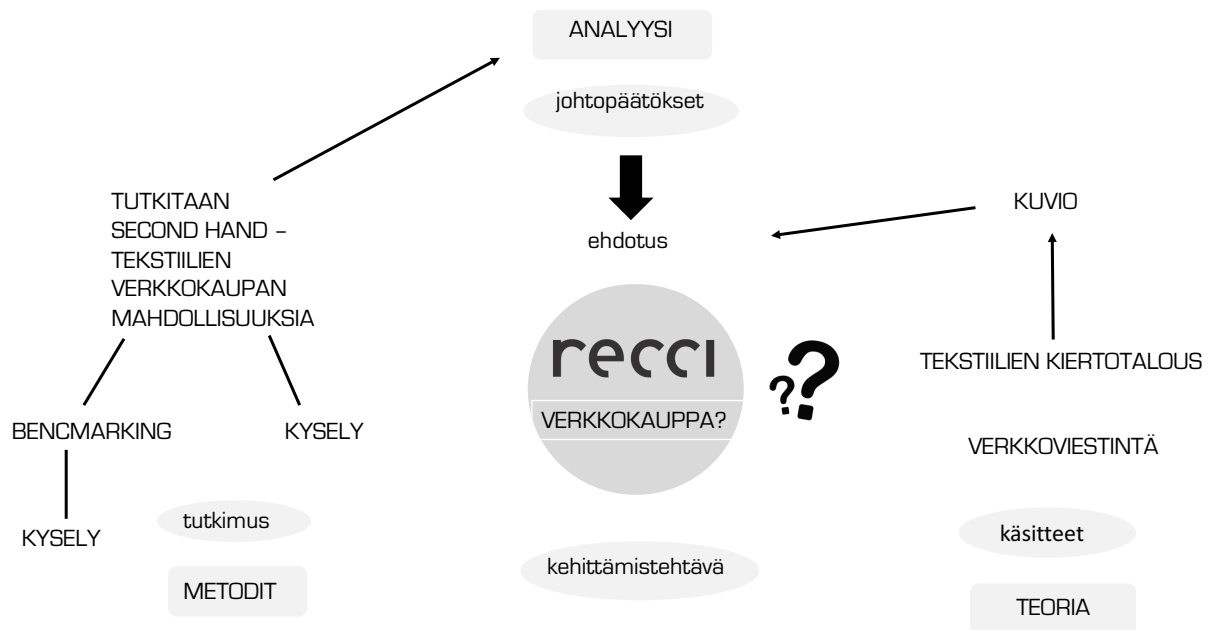 ANALYYSI
johtopäätökset
TUTKITAAN
SECOND HAND –
TEKSTIILIEN
VERKKOKAUPAN
MAHDOLLISUUKSIA
KUVIO
ehdotus
recci
VERKKOKAUPPA?
???
TEKSTIILIEN KIERTOTALOUS
BENCMARKING
KYSELY
VERKKOVIESTINTÄ
KYSELY
tutkimus
käsitteet
kehittämistehtävä
METODIT
TEORIA